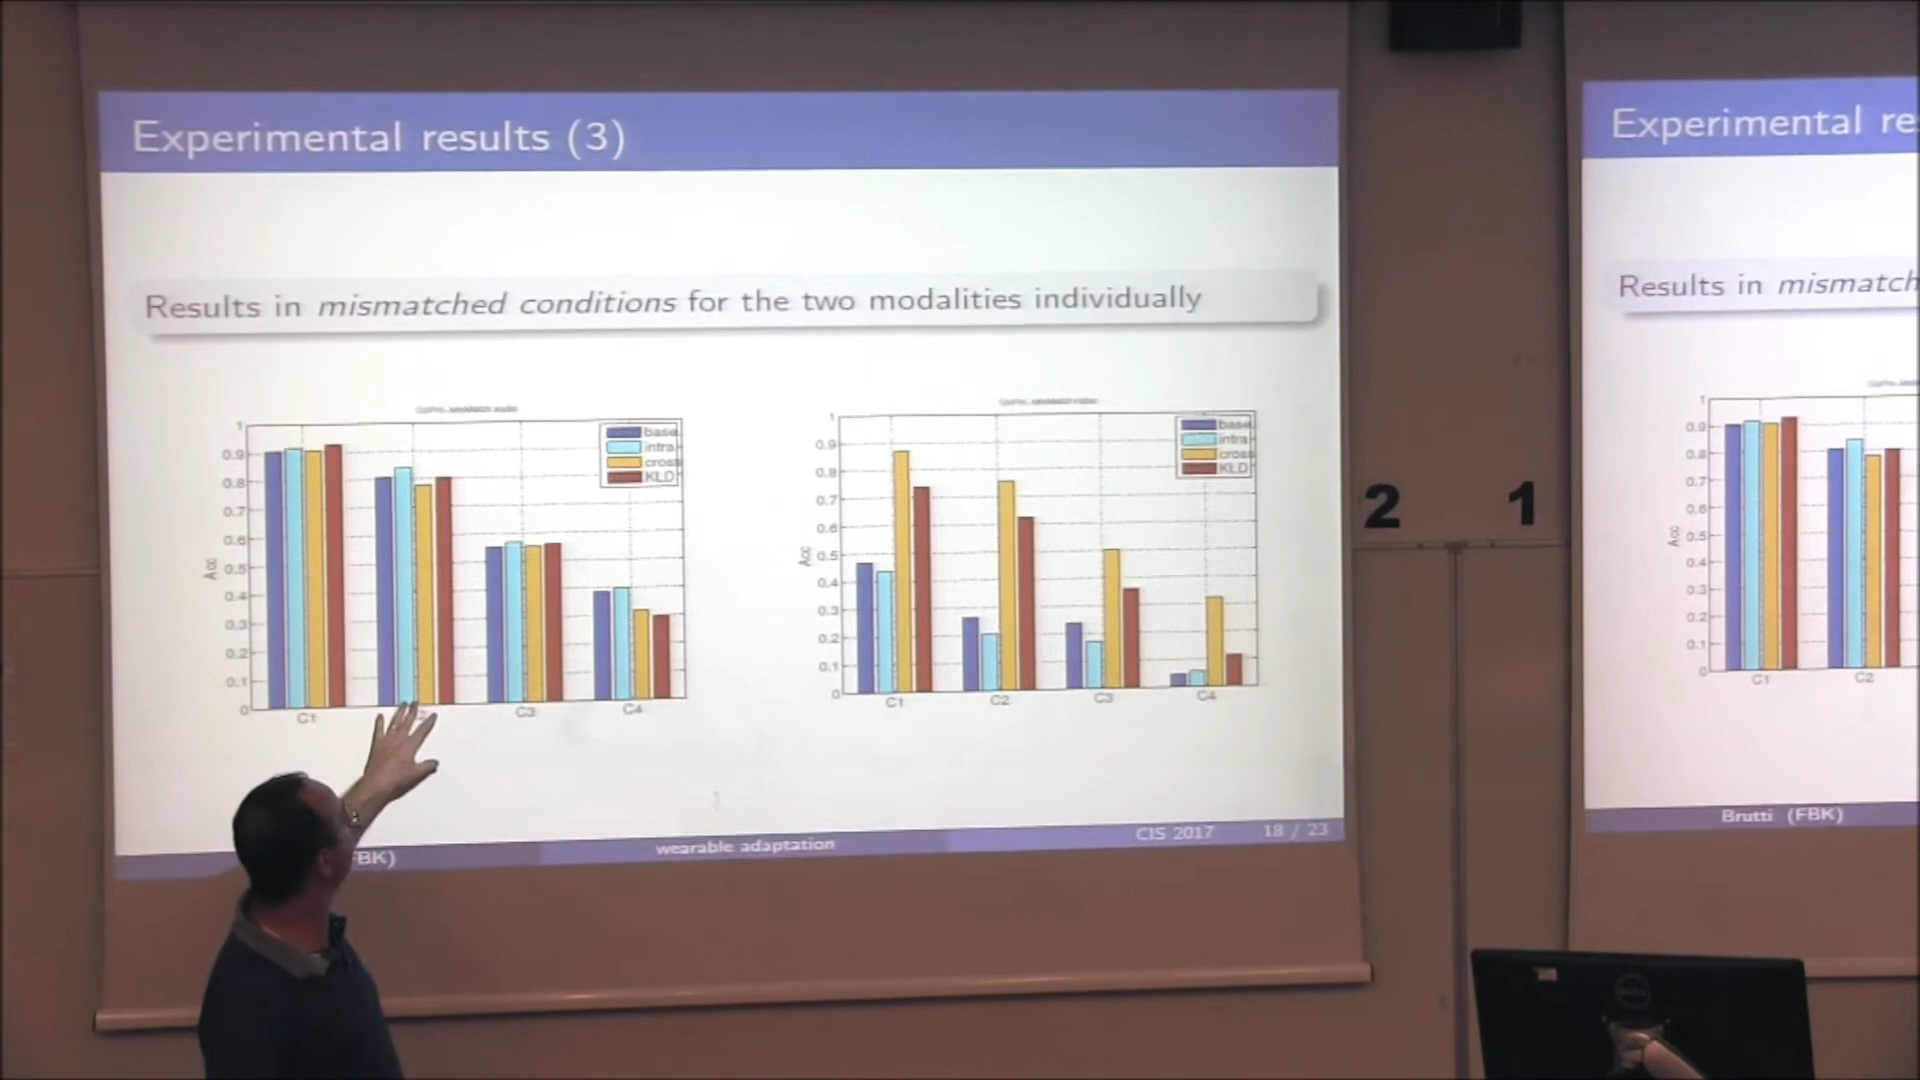 Experimental results (3)
Results in mismatched conditions for the two modalities individually
1
0.9
0.8
0.7
0.6
0.5
0.4
0.3
0.2
0.1
0
Acc
C1
C3
C4
base
intra
cross
KLD
1
0.9
0.8
0.7
0.6
0.5
0.4
0.3
0.2
0.1
0
Acc
C1
C2
C3
C4
base
intra
cross
KLD
FBK)
wearable adaptation
CIS 2017
18 / 23
2
1
Experimental re
Results in mismatch
1
0.9
0.8
0.7
0.6
0.5
0.4
0.3
0.2
0.1
0
Acc
C1
C2
Brutti (FBK)
DELL